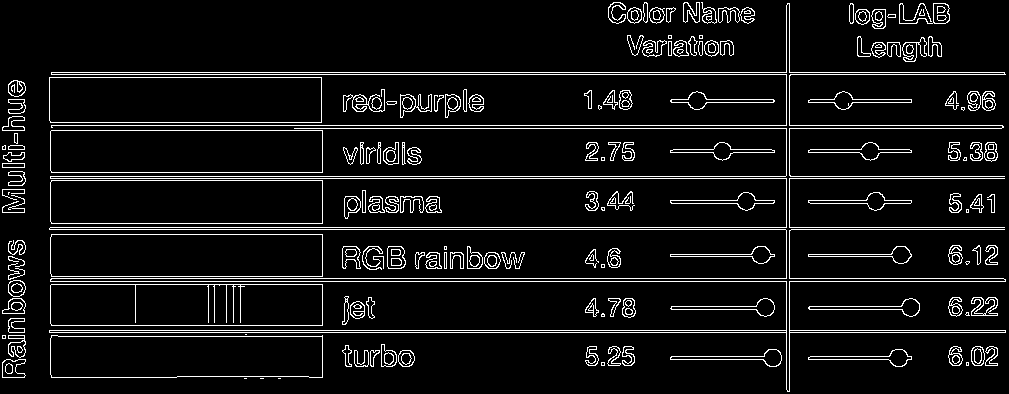 Color Name Variation
log-LAB Length
Multi-hue
red-purple 1.48 4.96
viridis 2.75 5.38
plasma 3.44 5.41
Rainbows
RGB rainbow 4.6 6.12
jet 4.78 6.22
turbo 5.25 6.02